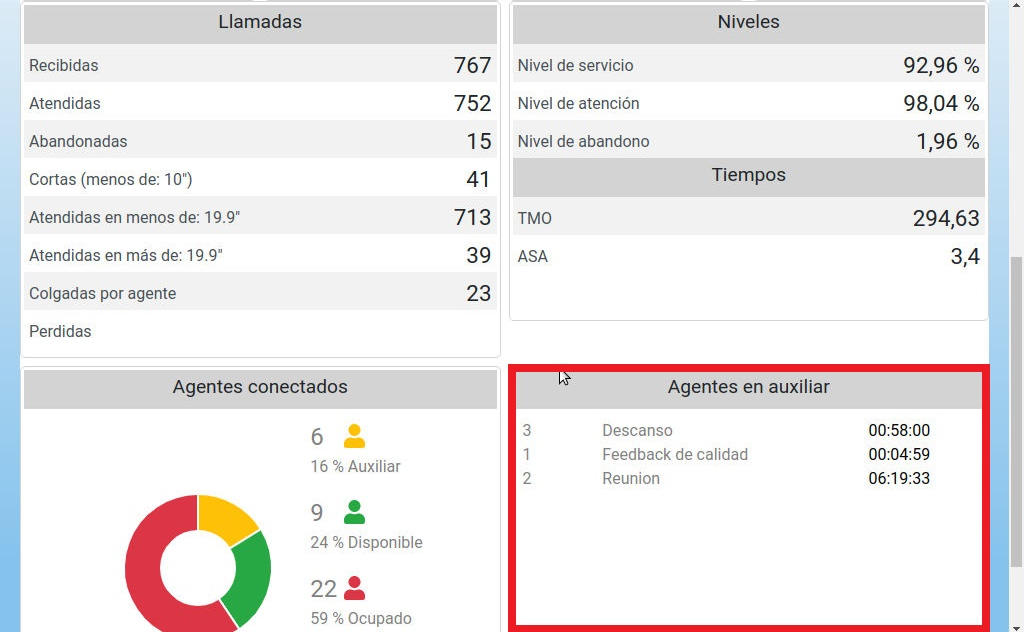 Llamadas
Recibidas 767
Atendidas 752
Abandonadas 15
Cortas (menos de: 10") 41
Atendidas en menos de: 19.9" 713
Atendidas en más de: 19.9" 39
Colgadas por agente 23
Perdidas
Niveles
Nivel de servicio 92,96 %
Nivel de atención 98,04 %
Nivel de abandono 1,96 %
Tiempos
TMO 294,63
ASA 3,4
Agentes conectados
6
16 % Auxiliar
9
24 % Disponible
22
59 % Ocupado
Agentes en auxiliar
3 Descanso 00:58:00
1 Feedback de calidad 00:04:59
2 Reunion 06:19:33